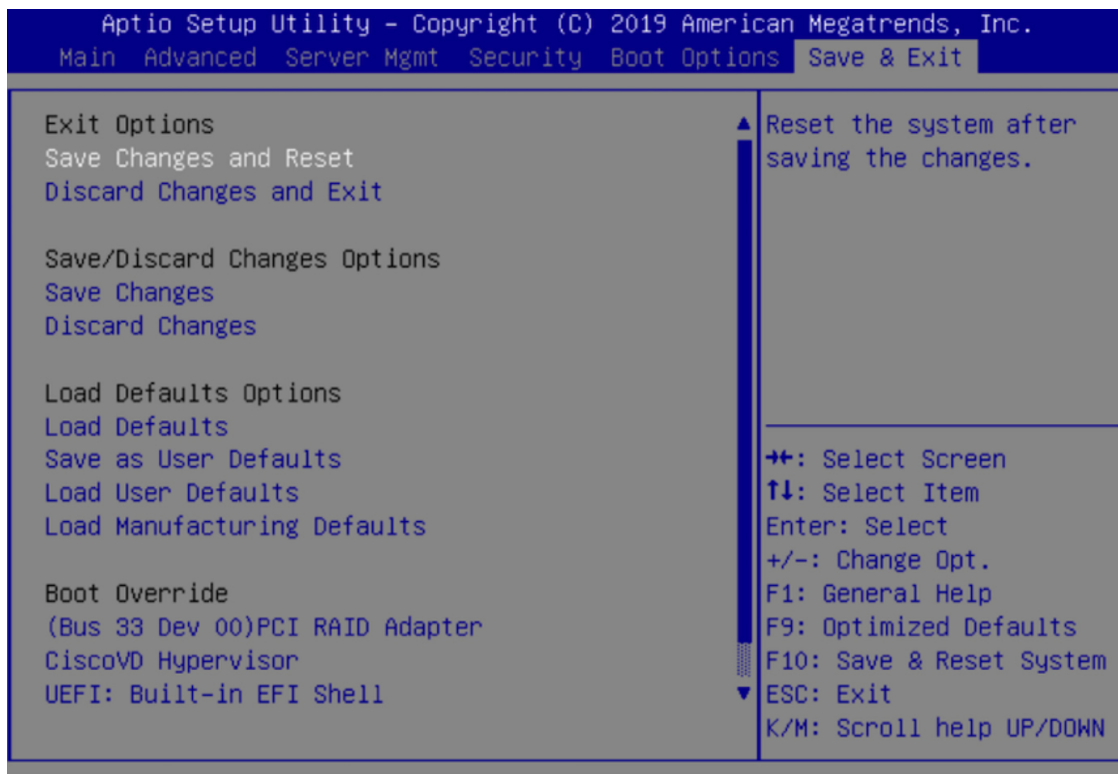 Aptio Setup Utility – Copyright (C) 2019 American Megatrends, Inc.
Main Advanced Server Mgmt Security Boot Options Save & Exit
Exit Options
Save Changes and Reset
Discard Changes and Exit
Save/Discard Changes Options
Save Changes
Discard Changes
Load Defaults Options
Load Defaults
Save as User Defaults
Load User Defaults
Load Manufacturing Defaults
Boot Override
(Bus 33 Dev 00)PCI RAID Adapter
CiscoVD Hypervisor
UEFI: Built-in EFI Shell
Reset the system after
saving the changes.
→←: Select Screen
↑↓: Select Item
Enter: Select
+/-: Change Opt.
F1: General Help
F9: Optimized Defaults
F10: Save & Reset System
ESC: Exit
K/M: Scroll help UP/DOWN